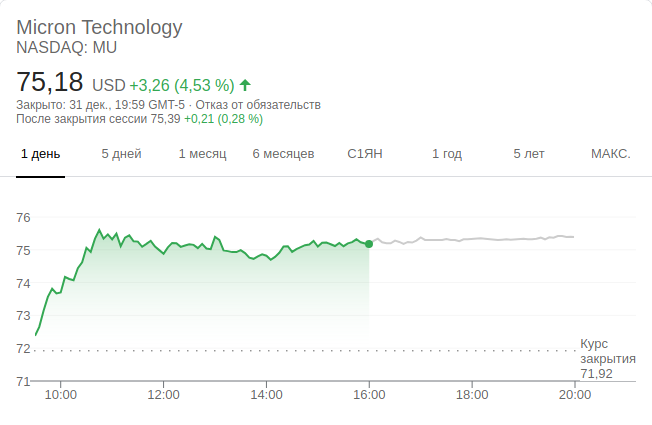 Micron Technology
NASDAQ: MU
75,18 USD +3,26 (4,53 %)
Закрыто: 31 дек., 19:59 GMT-5 · Отказ от обязательств
После закрытия сессии 75,39 +0,21 (0,28 %)
1 день 5 дней 1 месяц 6 месяцев С1ЯН 1 год 5 лет МАКС.
76
75
74
73
72
Курс
закрытия
71,92
71
10:00 12:00 14:00 16:00 18:00 20:00